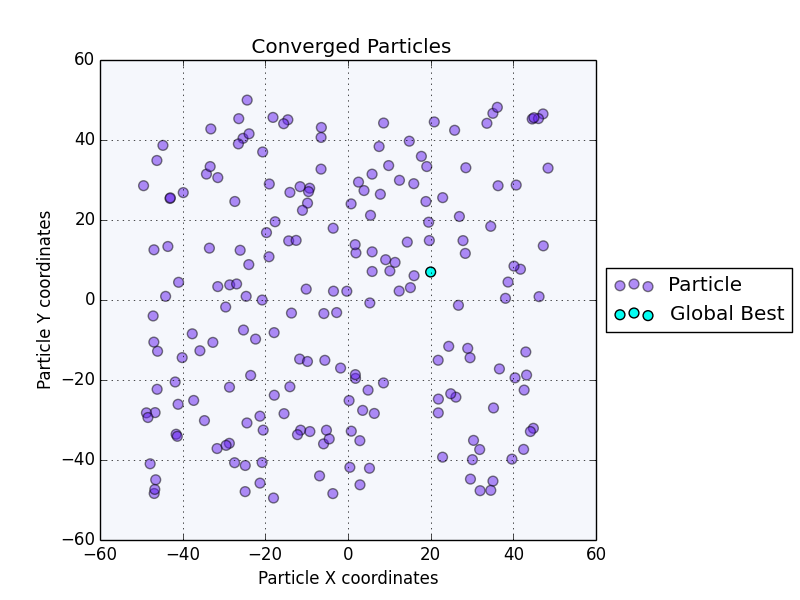 Converged Particles
60
40
20
0
−20
−40
−60
−60 −40 −20 0 20 40 60
Particle Y coordinates
Particle X coordinates
Particle
Global Best